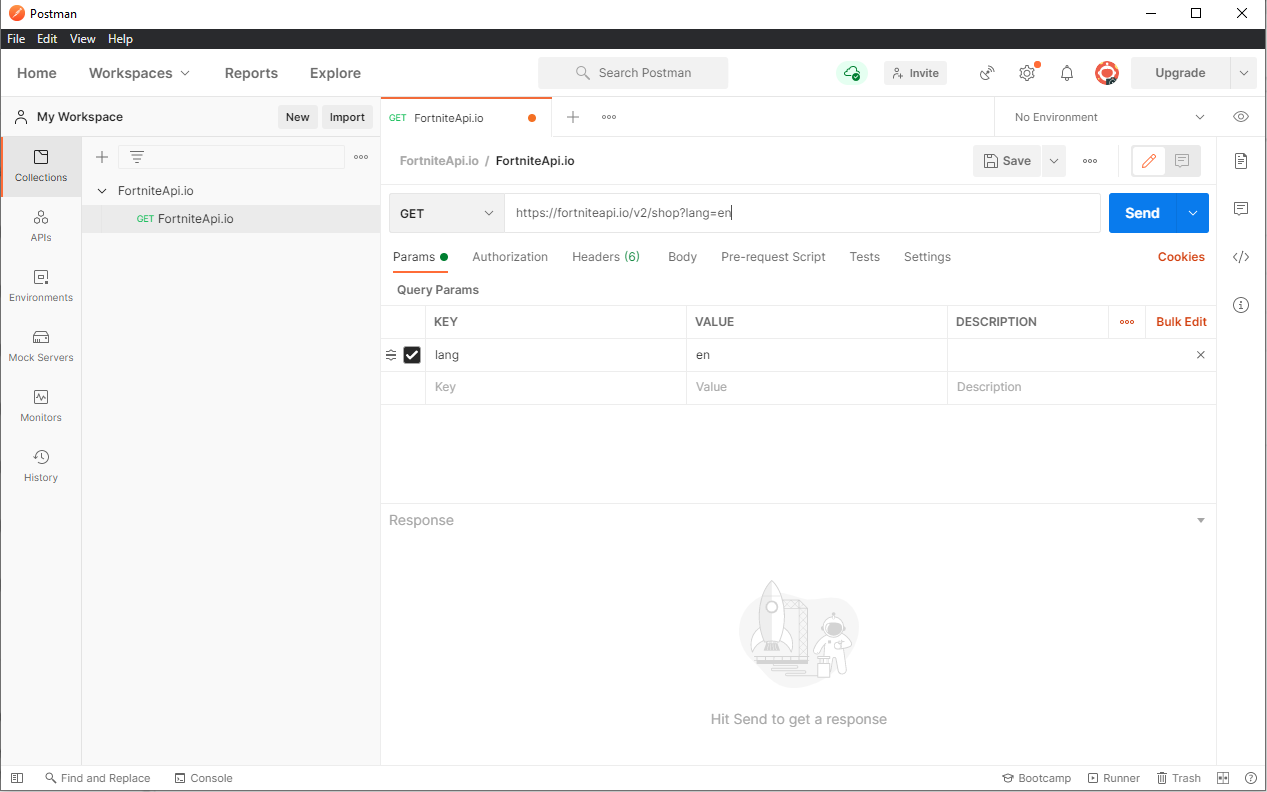 Postman
File Edit View Help
Home Workspaces Reports Explore Search Postman Invite Upgrade
My Workspace New Import GET FortniteApi.io No Environment
Collections
APIs
Environments
Mock Servers
Monitors
History
FortniteApi.io
GET FortniteApi.io
FortniteApi.io / FortniteApi.io Save
GET https://fortniteapi.io/v2/shop?lang=en Send
Params Authorization Headers (6) Body Pre-request Script Tests Settings Cookies
Query Params
KEY VALUE DESCRIPTION Bulk Edit
lang en
Key Value Description
Response
Hit Send to get a response
Find and Replace Console Bootcamp Runner Trash